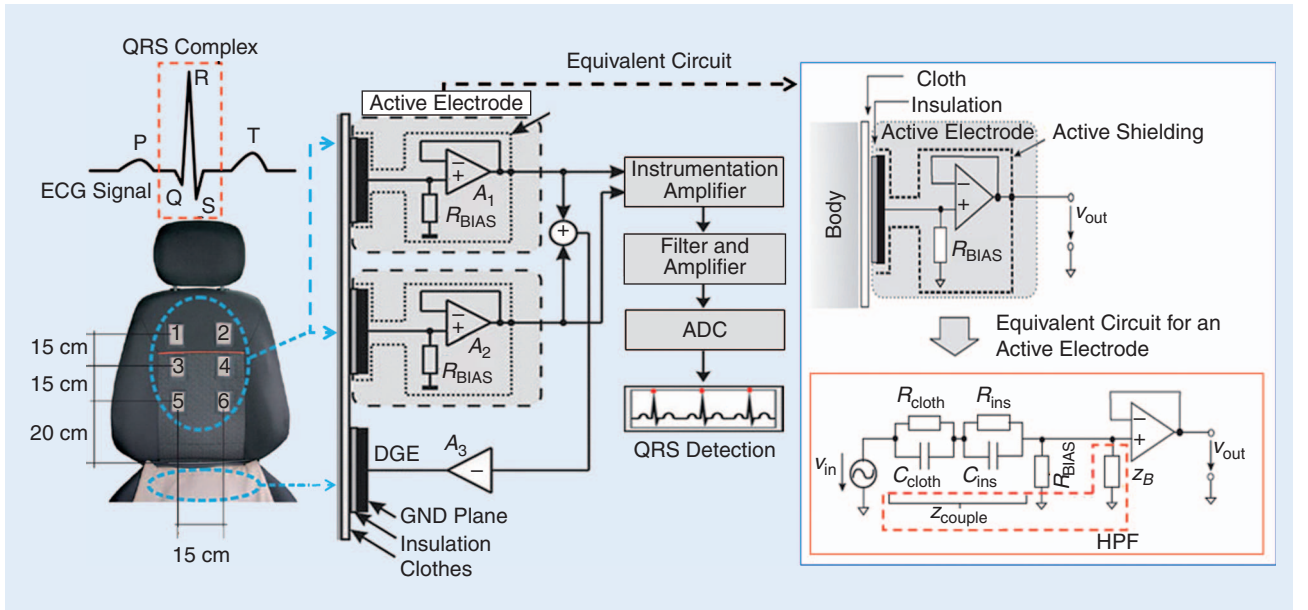 QRS Complex
R
P
T
ECG Signal
Q
S
1
2
3
4
5
6
15 cm
15 cm
20 cm
15 cm
Equivalent Circuit
Active Electrode
A1
RBIAS
A2
RBIAS
+
−
+
−
+
DGE
A3
−
GND Plane
Insulation
Clothes
Instrumentation
Amplifier
Filter and
Amplifier
ADC
QRS Detection
Cloth
Insulation
Active Electrode
Active Shielding
Body
−
+
RBIAS
vout
Equivalent Circuit for an
Active Electrode
Rcloth
Rins
vin
Ccloth
Cins
RBIAS
−
+
zB
vout
zcouple
HPF